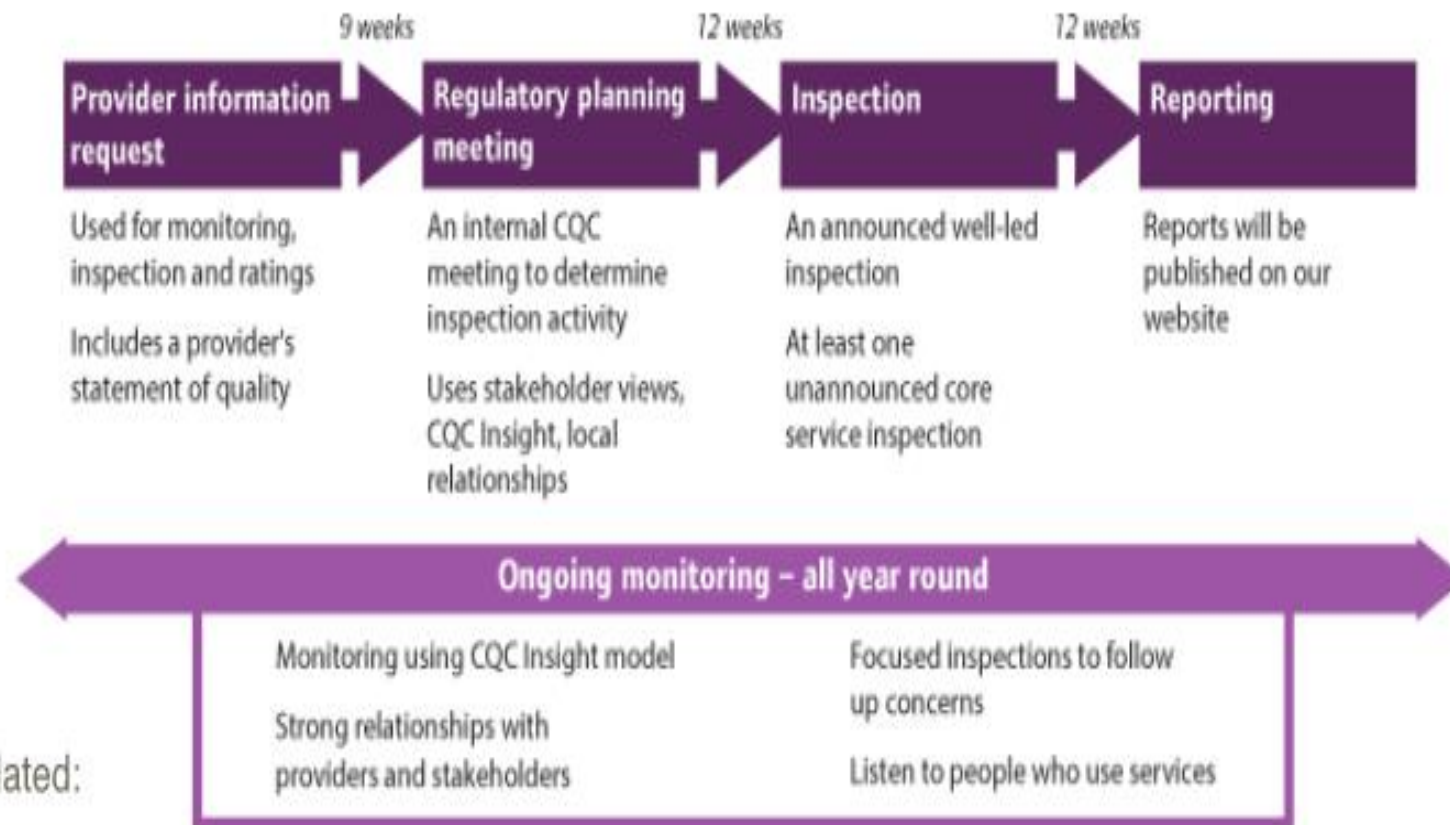 9 weeks
12 weeks
12 weeks
Provider information
request
Regulatory planning
meeting
Inspection
Reporting
Used for monitoring,
inspection and ratings
Includes a provider's
statement of quality
An internal CQC
meeting to determine
inspection activity
Uses stakeholder views,
CQC Insight, local
relationships
An announced well-led
inspection
At least one
unannounced core
service inspection
Reports will be
published on our
website
Ongoing monitoring – all year round
Monitoring using CQC Insight model
Strong relationships with
providers and stakeholders
Focused inspections to follow
up concerns
Listen to people who use services
lated: